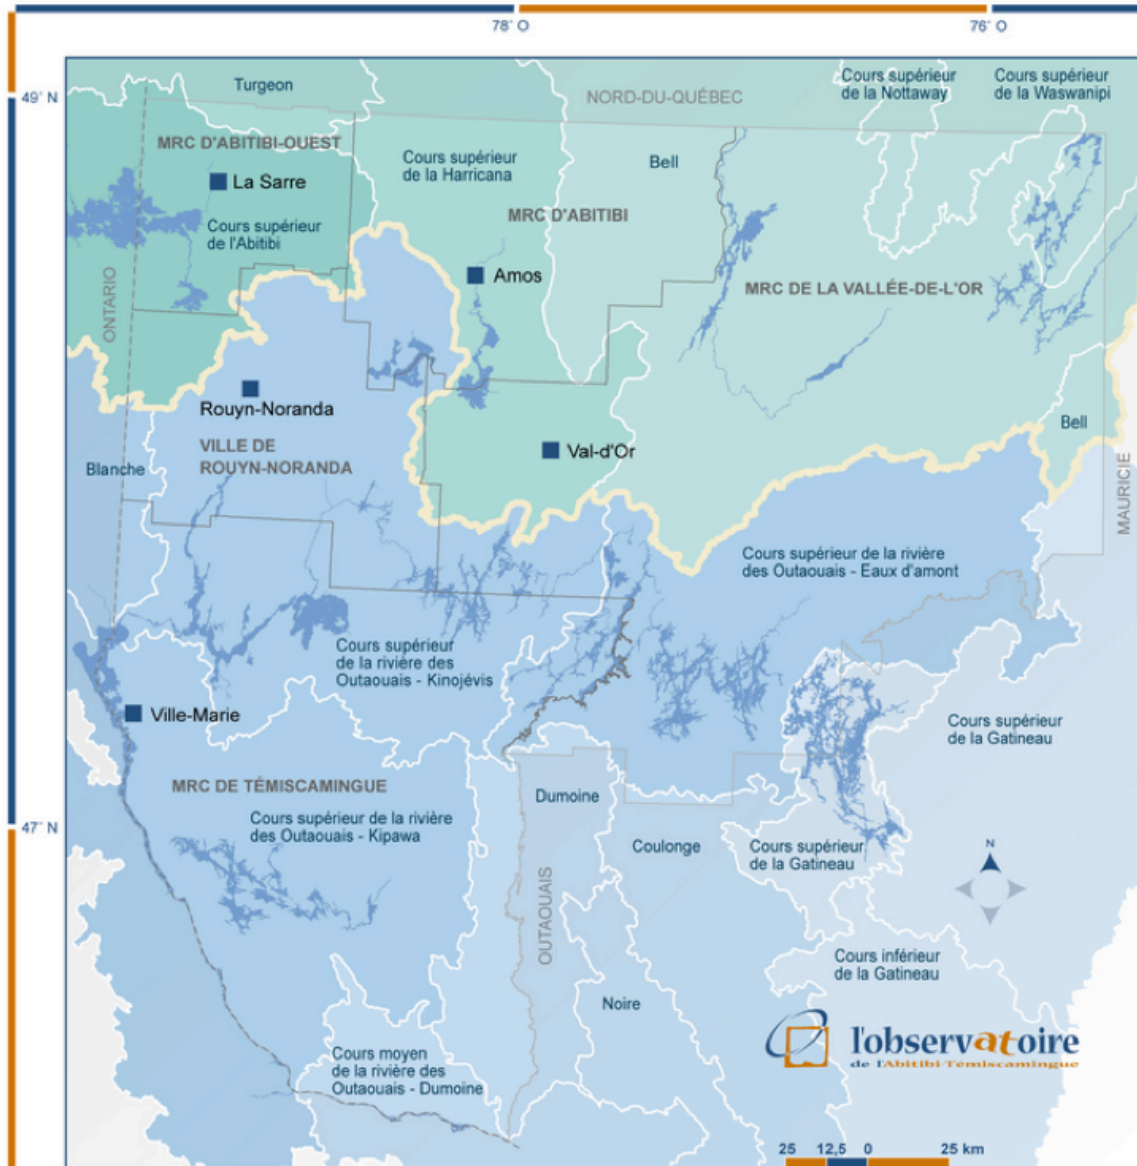 78° O
76° O
49° N
Turgeon
NORD-DU-QUÉBEC
Cours supérieur
de la Nottaway
Cours supérieur
de la Waswanipi
MRC D'ABITIBI-OUEST
La Sarre
Cours supérieur
de la Harricana
Bell
MRC D'ABITIBI
Cours supérieur
de l'Abitibi
ONTARIO
Amos
MRC DE LA VALLÉE-DE-L'OR
Rouyn-Noranda
VILLE DE
ROUYN-NORANDA
Blanche
Val-d'Or
Bell
MAURICIE
Cours supérieur de la rivière
des Outaouais - Eaux d'amont
Cours supérieur
de la rivière des
Outaouais - Kinojévis
Ville-Marie
Cours supérieur
de la Gatineau
MRC DE TÉMISCAMINGUE
Cours supérieur de la rivière
des Outaouais - Kipawa
47° N
Dumoine
Coulonge
Cours supérieur
de la Gatineau
N
OUTAOUAIS
Cours inférieur
de la Gatineau
Noire
Cours moyen
de la rivière des
Outaouais - Dumoine
l'observatoire
de l'Abitibi-Témiscamingue
25 12,5 0 25 km